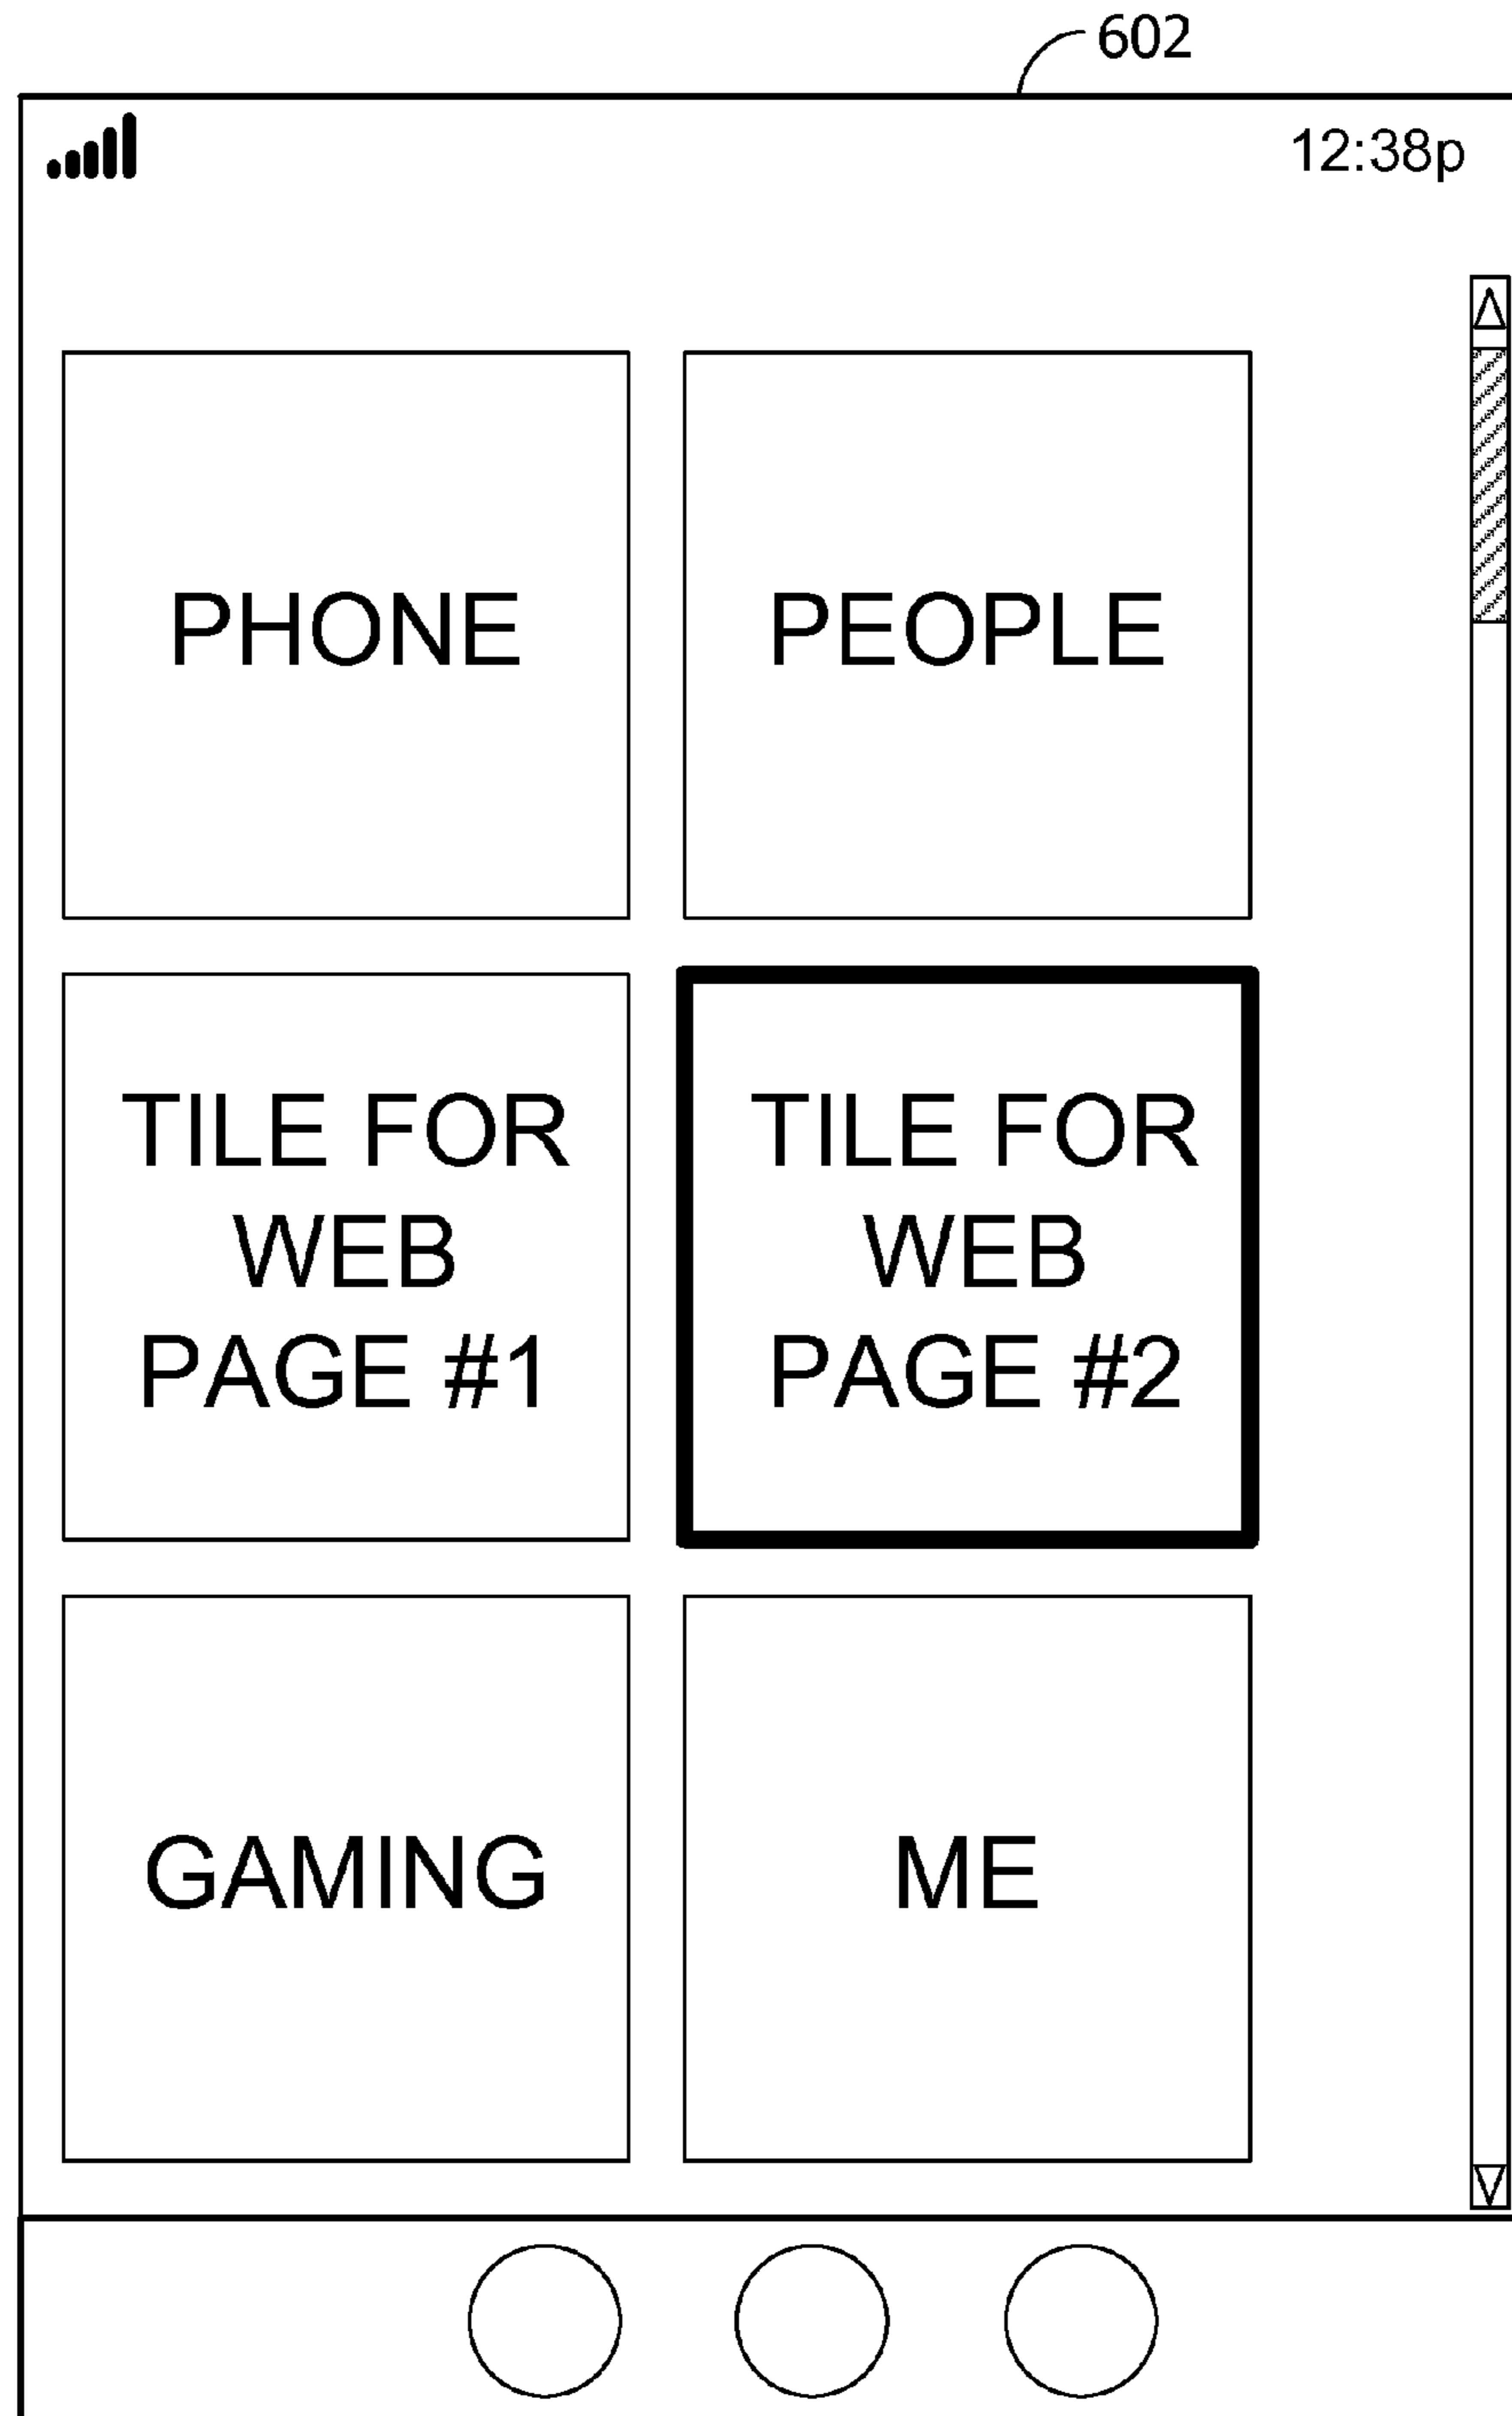 602
12:38p
PHONE
PEOPLE
TILE FOR
WEB
PAGE #1
TILE FOR
WEB
PAGE #2
GAMING
ME